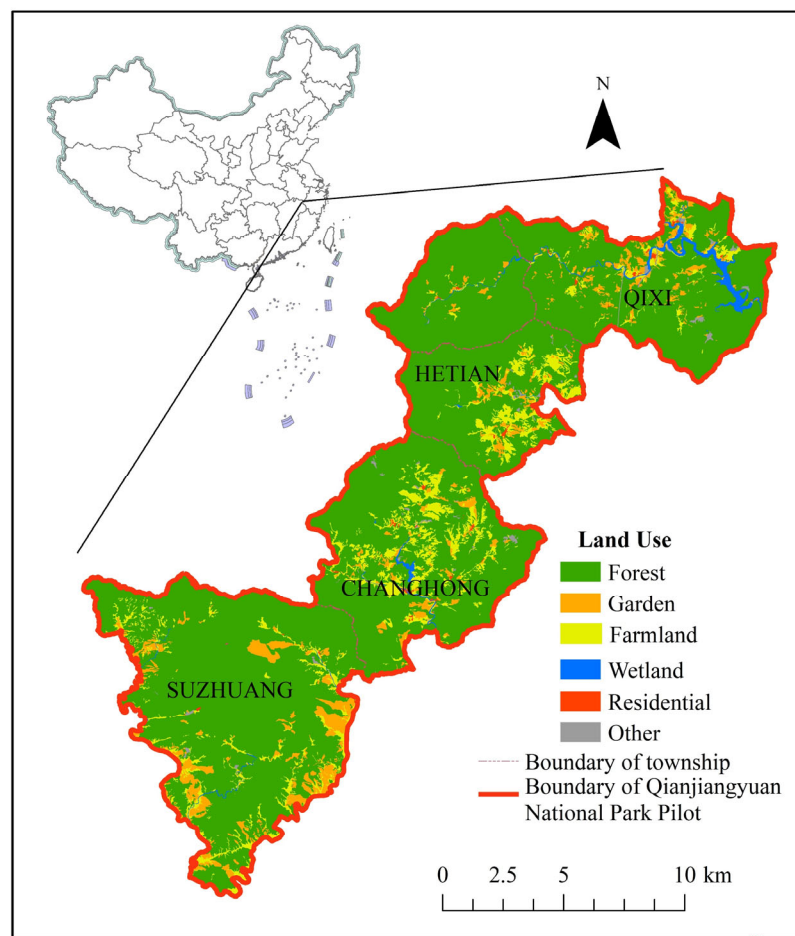 N
QIXI
HETIAN
CHANGHONG
SUZHUANG
Land Use
Forest
Garden
Farmland
Wetland
Residential
Other
Boundary of township
Boundary of Qianjiangyuan
National Park Pilot
0 2.5 5 10 km